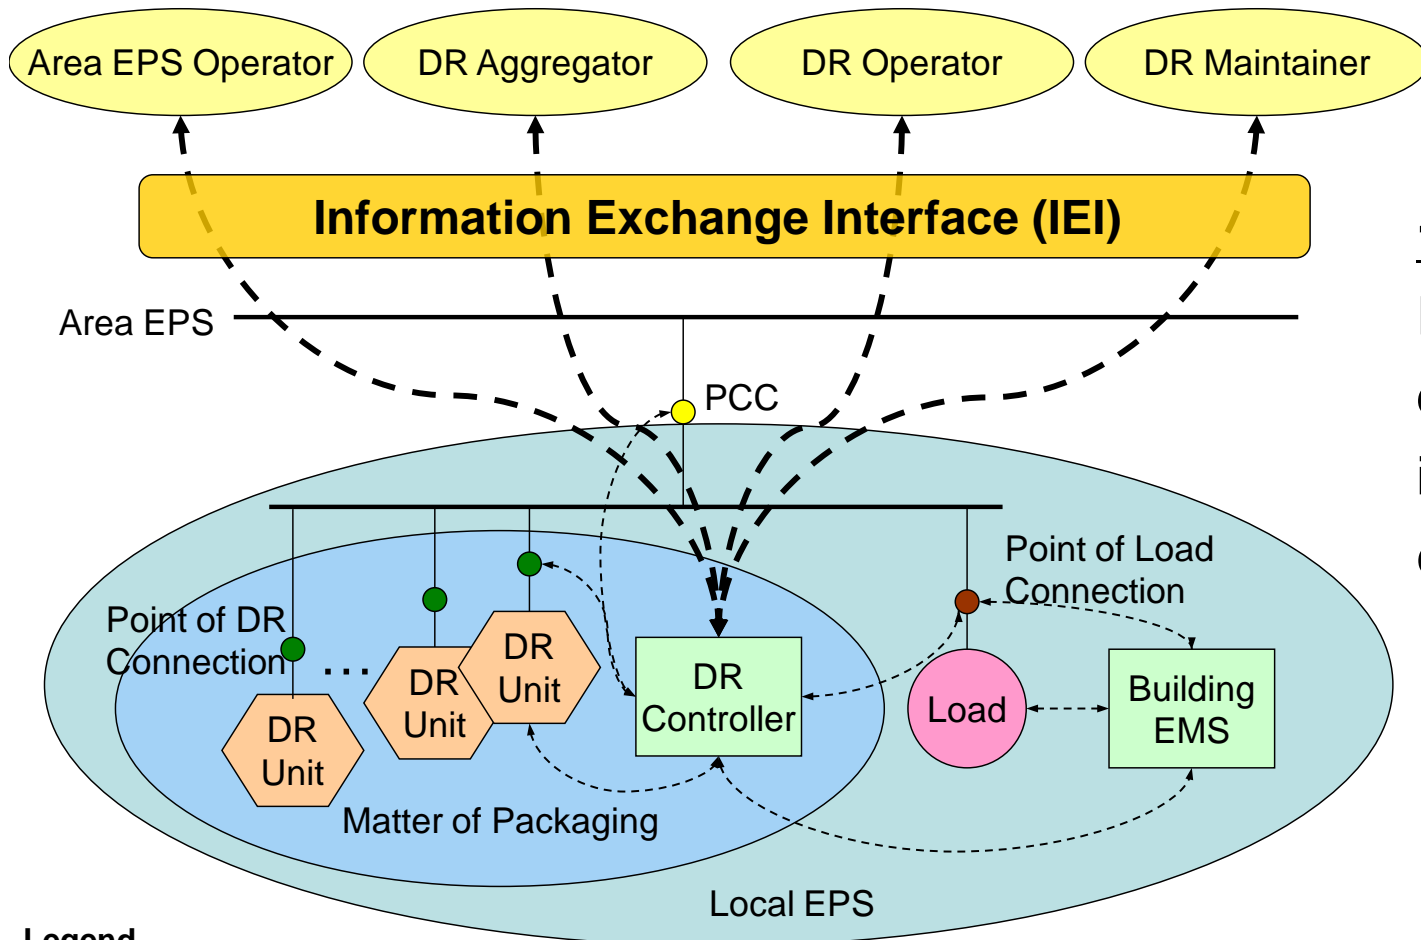 Area EPS Operator
DR Aggregator
DR Operator
DR Maintainer
Information Exchange Interface (IEI)
Area EPS
PCC
Point of Load
Connection
Point of DR
Connection
...
DR
Unit
DR
Unit
DR
Unit
DR
Controller
Load
Building
EMS
Matter of Packaging
Local EPS
Legend